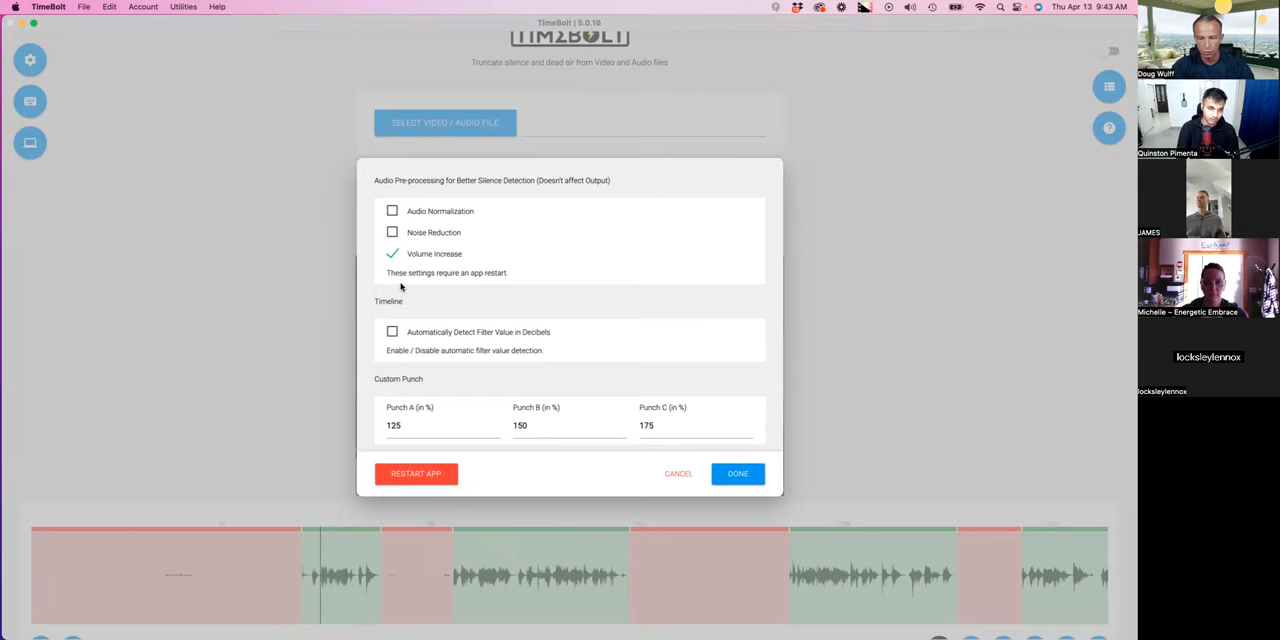 TimeBolt File Edit Account Utilities Help
Thu Apr 13 9:43 AM
TimeBolt | 5.0.16
TIM2BOLT
Truncate silence and dead air from Video and Audio files
SELECT VIDEO / AUDIO FILE
Audio Pre-processing for Better Silence Detection (Doesn't affect Output)
Audio Normalization
Noise Reduction
Volume Increase
These settings require an app restart.
Timeline
Automatically Detect Filter Value in Decibels
Enable / Disable automatic filter value detection.
Custom Punch
Punch A (in %) Punch B (in %) Punch C (in %)
125 150 175
RESTART APP CANCEL DONE
Doug Wulff
Quinston Pimenta
JAMES
Michelle ~ Energetic Embrace
locksleylennox
locksleylennox